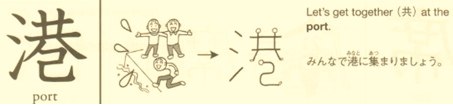 港
port
Let's get together (共) at the
port.
みなと あつ
みんなで港に集まりましょう。